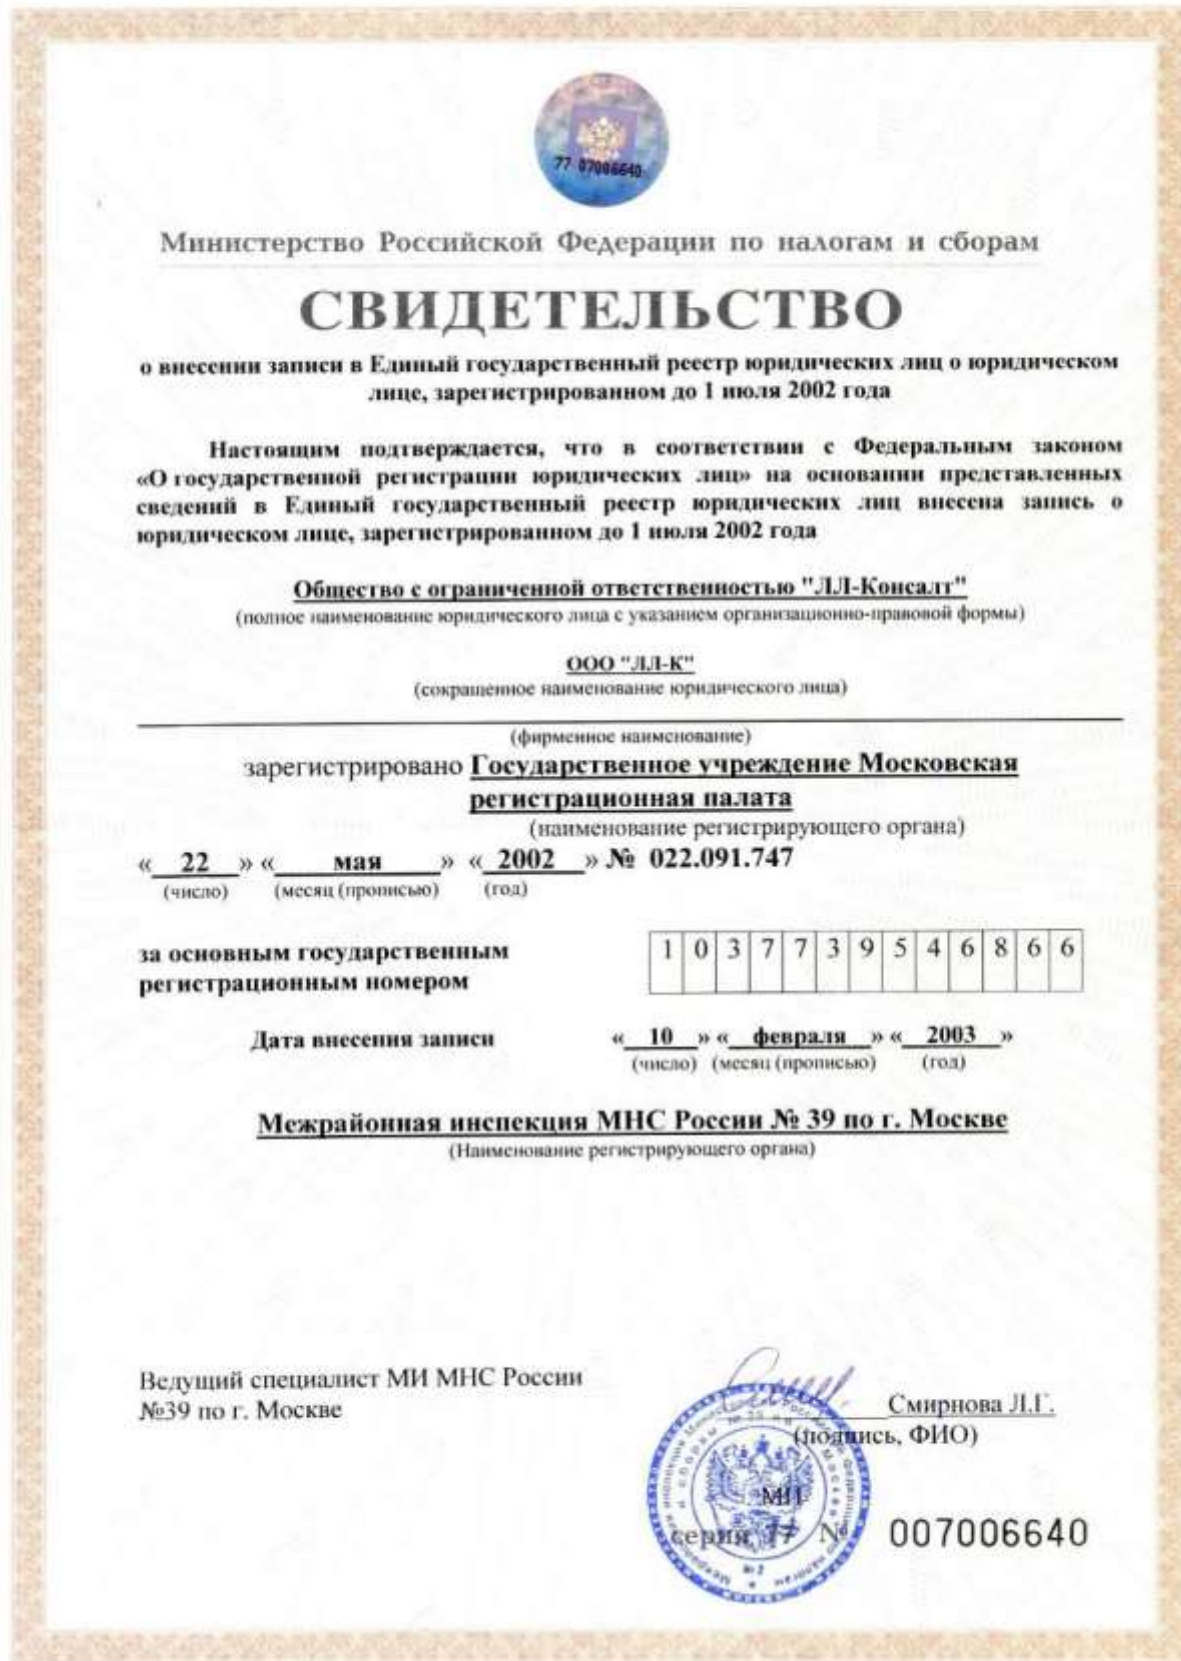 77 07006640
Министерство Российской Федерации по налогам и сборам
СВИДЕТЕЛЬСТВО
о внесении записи в Единый государственный реестр юридических лиц о юридическом
лице, зарегистрированном до 1 июля 2002 года
Настоящим подтверждается, что в соответствии с Федеральным законом
«О государственной регистрации юридических лиц» на основании представленных
сведений в Единый государственный реестр юридических лиц внесена запись о
юридическом лице, зарегистрированном до 1 июля 2002 года
Общество с ограниченной ответственностью "ЛЛ-Консалт"
(полное наименование юридического лица с указанием организационно-правовой формы)
ООО "ЛЛ-К"
(сокращенное наименование юридического лица)
(фирменное наименование)
зарегистрировано Государственное учреждение Московская
регистрационная палата
(наименование регистрирующего органа)
« 22 » « мая » « 2002 » № 022.091.747
(число) (месяц (прописью) (год)
за основным государственным
регистрационным номером
1 0 3 7 7 3 9 5 4 6 8 6 6
Дата внесения записи « 10 » « февраля » « 2003 »
(число) (месяц (прописью) (год)
Межрайонная инспекция МНС России № 39 по г. Москве
(Наименование регистрирующего органа)
Ведущий специалист МИ МНС России
№39 по г. Москве
Смирнова Л.Г.
(подпись, ФИО)
МП
серия 77 № 007006640